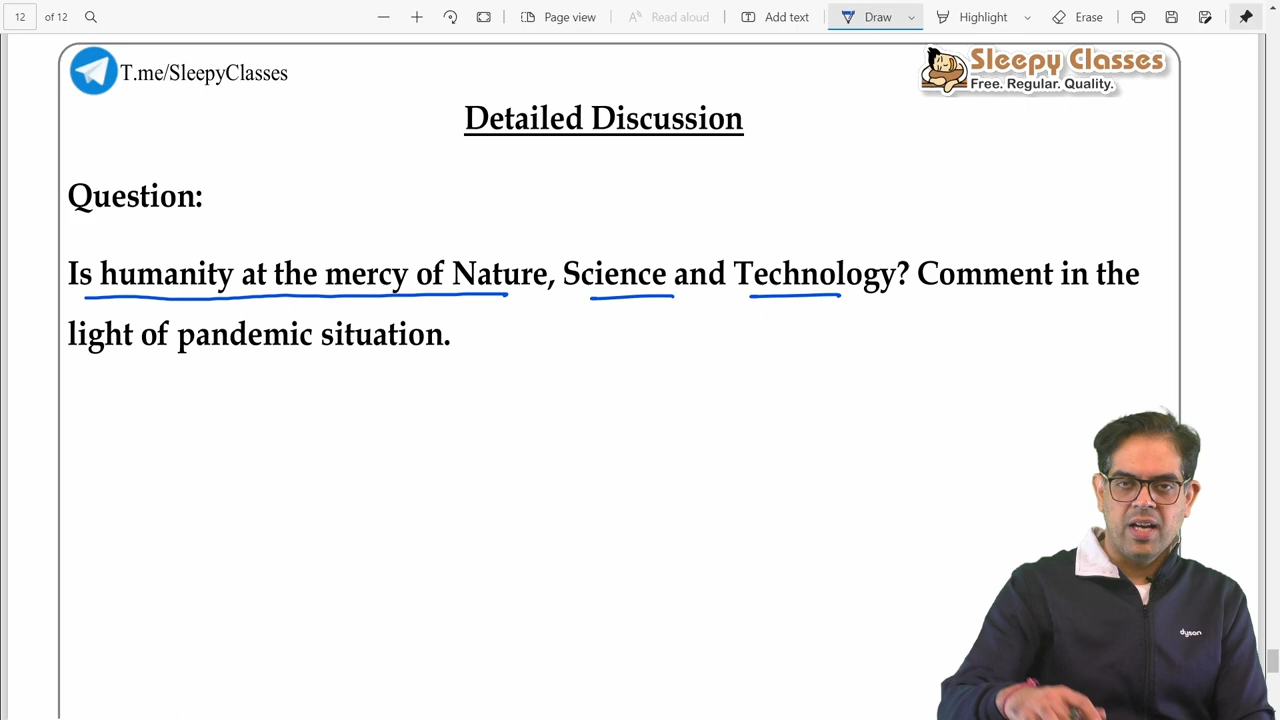 12 of 12
Page view
Read aloud
Add text
Draw
Highlight
Erase
T.me/SleepyClasses
Sleepy Classes
Free. Regular. Quality.
Detailed Discussion
Question:
Is humanity at the mercy of Nature, Science and Technology? Comment in the
light of pandemic situation.
dyson